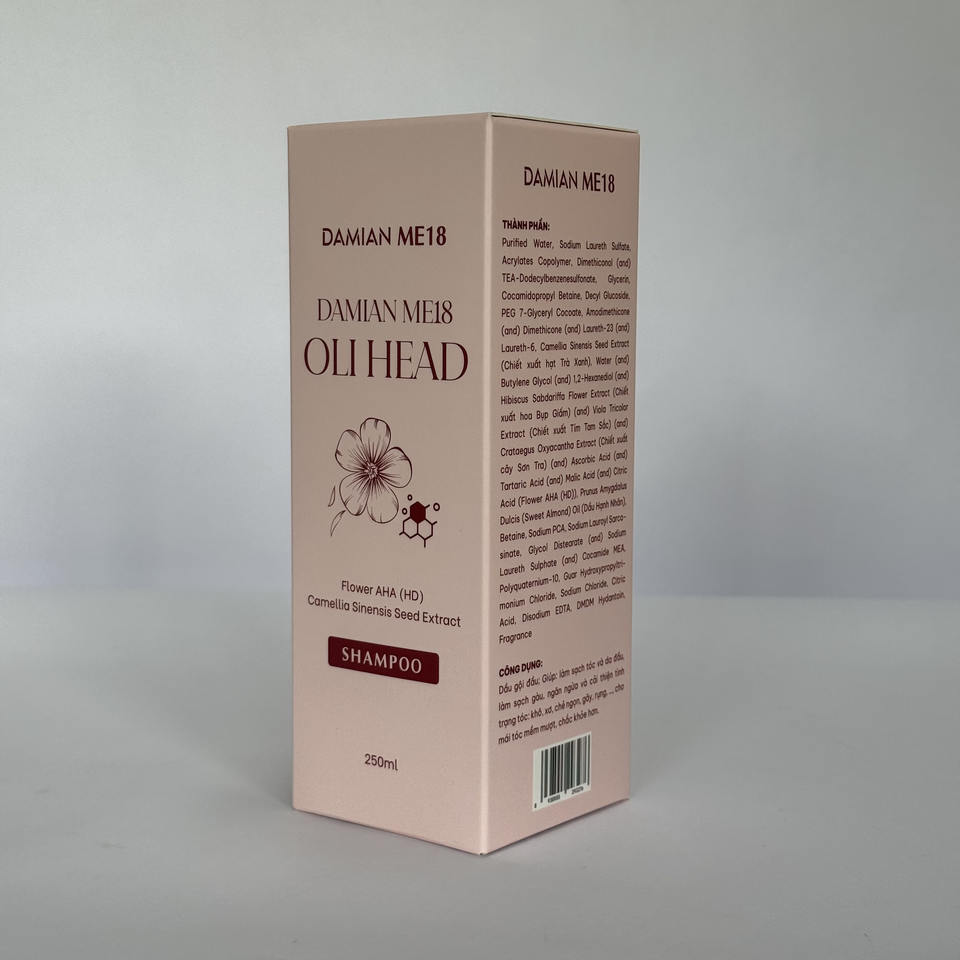 DAMIAN ME18
DAMIAN ME18
OLI HEAD
Flower AHA (HD)
Camellia Sinensis Seed Extract
SHAMPOO
250ml
DAMIAN ME18
THÀNH PHẦN:
Purified Water, Sodium Laureth Sulfate,
Acrylates Copolymer, Dimethiconol (and)
TEA-Dodecylbenzenesulfonate, Glycerin,
Cocamidopropyl Betaine, Decyl Glucoside,
PEG 7-Glyceryl Cocoate, Amodimethicone
(and) Dimethicone (and) Laureth-23 (and)
Laureth-6, Camellia Sinensis Seed Extract
(Chiết xuất hạt Trà Xanh), Water (and)
Butylene Glycol (and) 1,2-Hexanediol (and)
Hibiscus Sabdariffa Flower Extract (Chiết
xuất hoa Bụp Giấm) (and) Viola Tricolor
Extract (Chiết xuất Tím Tam Sắc) (and)
Crataegus Oxyacantha Extract (Chiết xuất
cây Sơn Tra) (and) Ascorbic Acid (and)
Tartaric Acid (and) Malic Acid (and) Citric
Acid (Flower AHA (HD)), Prunus Amygdalus
Dulcis (Sweet Almond) Oil (Dầu Hạnh Nhân),
Betaine, Sodium PCA, Sodium Lauroyl Sarco-
sinate, Glycol Distearate (and) Sodium
Laureth Sulphate (and) Cocamide MEA,
Polyquaternium-10, Guar Hydroxypropyltri-
monium Chloride, Sodium Chloride, Citric
Acid, Disodium EDTA, DMDM Hydantoin,
Fragrance
CÔNG DỤNG:
Dầu gội đầu: Giúp: làm sạch tóc và da đầu,
làm sạch gàu, ngăn ngừa và cải thiện tình
trạng tóc: khô, xơ, chẻ ngọn, gãy, rụng, ..., cho
mái tóc mềm mượt, chắc khỏe hơn.